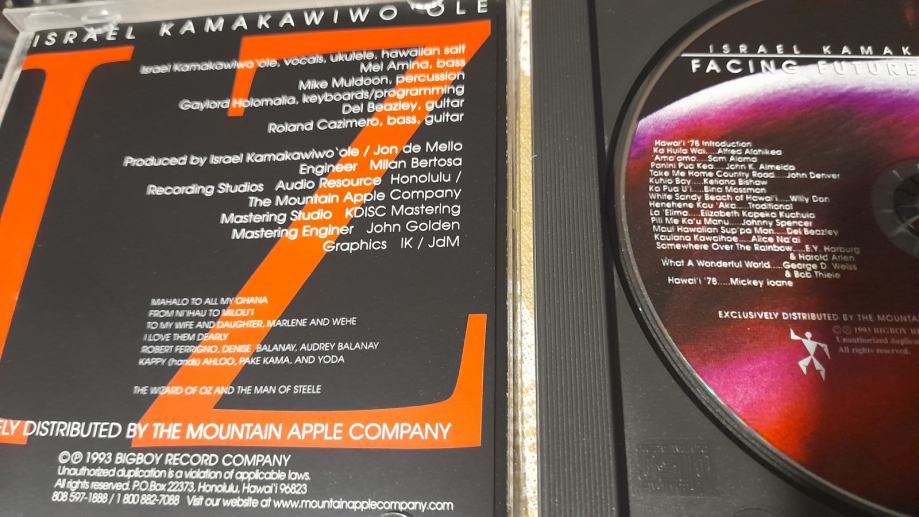 ISRAEL KAMAKAWIWO`OLE
Israel Kamakawiwo`ole, vocals, ukulele, hawaiian salt
Mel Amina, bass
Mike Muldoon, percussion
Gaylord Holomalia, keyboards/programming
Del Beazley, guitar
Roland Cazimero, bass, guitar
Produced by Israel Kamakawiwo`ole / Jon de Mello
Engineer Milan Bertosa
Recording Studios Audio Resource Honolulu /
The Mountain Apple Company
Mastering Studio KDISC Mastering
Mastering Enginer John Golden
Graphics IK / JdM
MAHALO TO ALL MY OHANA
FROM NI'IHAU TO MILOLI'I
TO MY WIFE AND DAUGHTER, MARLENE AND WEHE
I LOVE THEM DEARLY
ROBERT FERRIGNO, DENISE, BALANAY, AUDREY BALANAY
KAPPY (hands) AHLOO, PAKE KAMA, AND YODA
THE WIZARD OF OZ AND THE MAN OF STEELE
IZ
ELY DISTRIBUTED BY THE MOUNTAIN APPLE COMPANY
©℗ 1993 BIGBOY RECORD COMPANY
Unauthorized duplication is a violation of applicable laws.
All rights reserved. P.O.Box 22373, Honolulu, Hawai'i 96823
808 597-1888 / 1 800 882-7088 Visit our website at www.mountainapplecompany.com
ISRAEL KAMAK
FACING FUTURE
Hawai'i '78 Introduction
Ka Huila Wai.....Alfred Alohikea
'Ama'ama.....Sam Alama
Panini Pua Kea.....John K. Almeida
Take Me Home Country Road.....John Denver
Kuhio Bay.....Keliana Bishaw
Ka Pua U'i.....Bina Mossman
White Sandy Beach of Hawai'i.....Willy Dan
Henehene Kou 'Aka.....Traditional
La 'Elima.....Elizabeth Kapeka Kuahuia
Pili Me Ka'u Manu.....Johnny Spencer
Maui Hawaiian Sup'pa Man.....Del Beazley
Kaulana Kawaihae.....Alice Na'ai
Somewhere Over The Rainbow.....E.Y. Harburg
& Harold Arlen
What A Wonderful World.....George D. Weiss
& Bob Thiele
Hawai'i '78.....Mickey Ioane
EXCLUSIVELY DISTRIBUTED BY THE MOUNTA
©℗ 1993 BIGBOY
Unauthorized duplica
All rights reserved.